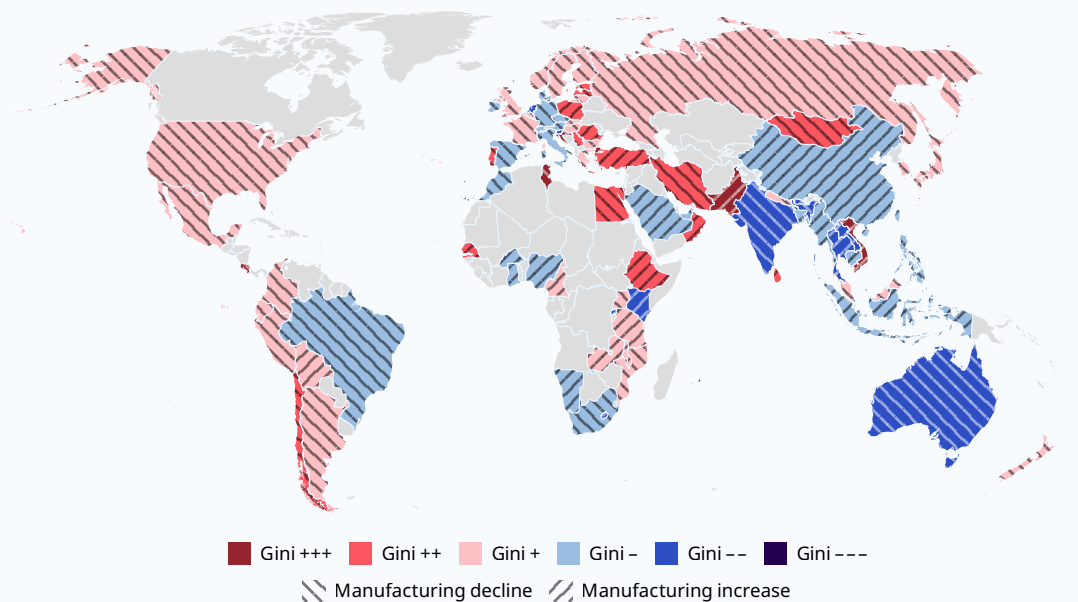 Gini +++ Gini ++ Gini + Gini – Gini – – Gini – – –
Manufacturing decline Manufacturing increase